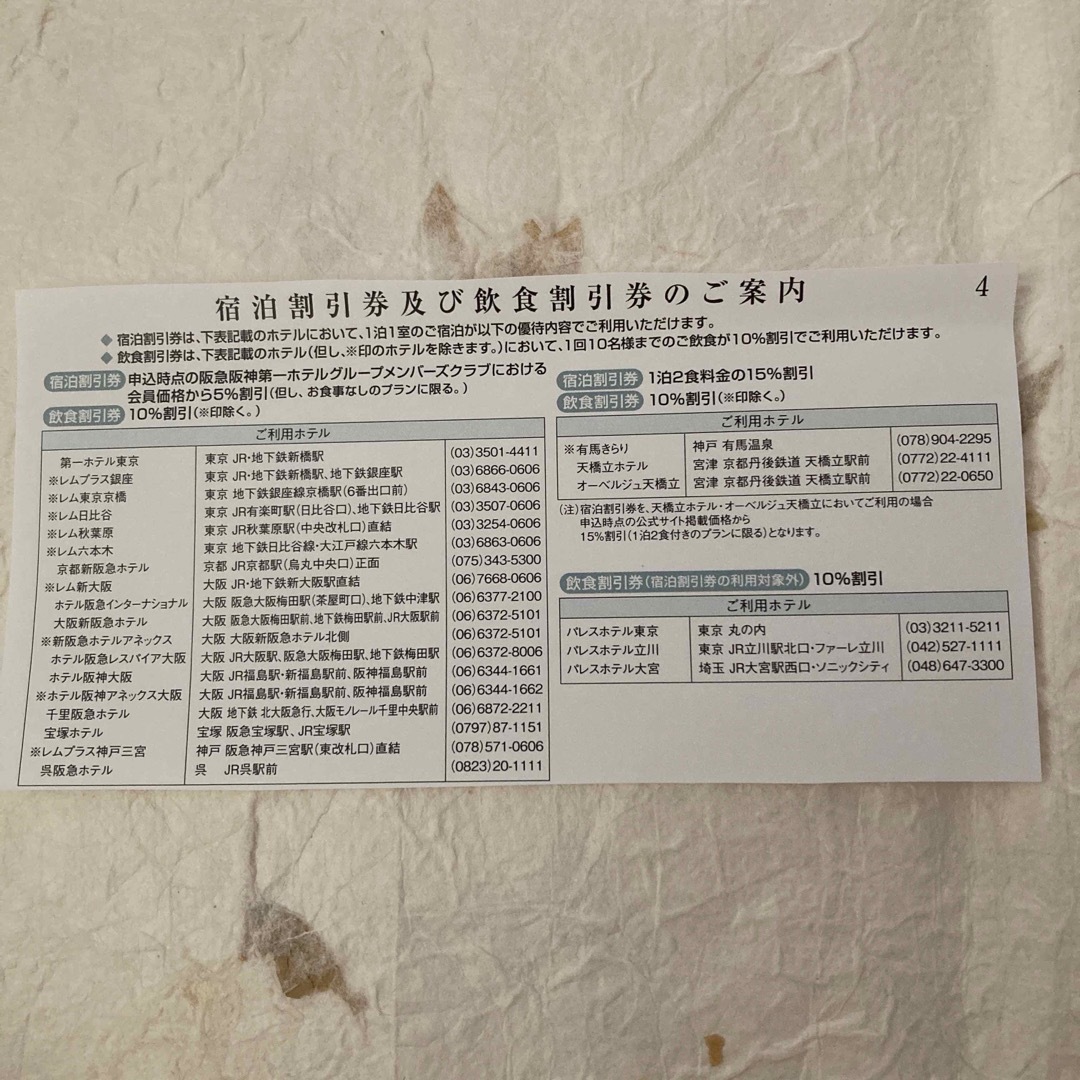 宿泊割引券及び飲食割引券のご案内
4
◆ 宿泊割引券は、下表記載のホテルにおいて、1泊1室のご宿泊が以下の優待内容でご利用いただけます。
◆ 飲食割引券は、下表記載のホテル(但し、※印のホテルを除きます。)において、1回10名様までのご飲食が10%割引でご利用いただけます。
宿泊割引券 申込時点の阪急阪神第一ホテルグループメンバーズクラブにおける
会員価格から5%割引(但し、お食事なしのプランに限る。)
飲食割引券 10%割引(※印除く。)
ご利用ホテル
第一ホテル東京 東京 JR・地下鉄新橋駅 (03)3501-4411
※レムプラス銀座 東京 JR・地下鉄新橋駅、地下鉄銀座駅 (03)6866-0606
※レム東京京橋 東京 地下鉄銀座線京橋駅(6番出口前) (03)6843-0606
※レム日比谷 東京 JR有楽町駅(日比谷口)、地下鉄日比谷駅 (03)3507-0606
※レム秋葉原 東京 JR秋葉原駅(中央改札口)直結 (03)3254-0606
※レム六本木 東京 地下鉄日比谷線・大江戸線六本木駅 (03)6863-0606
京都新阪急ホテル 京都 JR京都駅(烏丸中央口)正面 (075)343-5300
※レム新大阪 大阪 JR・地下鉄新大阪駅直結 (06)7668-0606
ホテル阪急インターナショナル 大阪 阪急大阪梅田駅(茶屋町口)、地下鉄中津駅 (06)6377-2100
大阪新阪急ホテル 大阪 阪急大阪梅田駅前、地下鉄梅田駅前、JR大阪駅前 (06)6372-5101
※新阪急ホテルアネックス 大阪 大阪新阪急ホテル北側 (06)6372-5101
ホテル阪急レスパイア大阪 大阪 JR大阪駅、阪急大阪梅田駅、地下鉄梅田駅 (06)6372-8006
ホテル阪神大阪 大阪 JR福島駅・新福島駅前、阪神福島駅前 (06)6344-1661
※ホテル阪神アネックス大阪 大阪 JR福島駅・新福島駅前、阪神福島駅前 (06)6344-1662
千里阪急ホテル 大阪 地下鉄 北大阪急行、大阪モノレール千里中央駅前 (06)6872-2211
宝塚ホテル 宝塚 阪急宝塚駅、JR宝塚駅 (0797)87-1151
※レムプラス神戸三宮 神戸 阪急神戸三宮駅(東改札口)直結 (078)571-0606
呉阪急ホテル 呉 JR呉駅前 (0823)20-1111
宿泊割引券 1泊2食料金の15%割引
飲食割引券 10%割引(※印除く。)
ご利用ホテル
※有馬きらり 神戸 有馬温泉 (078)904-2295
天橋立ホテル 宮津 京都丹後鉄道 天橋立駅前 (0772)22-4111
オーベルジュ天橋立 宮津 京都丹後鉄道 天橋立駅前 (0772)22-0650
(注)宿泊割引券を、天橋立ホテル・オーベルジュ天橋立においてご利用の場合
申込時点の公式サイト掲載価格から
15%割引(1泊2食付きのプランに限る)となります。
飲食割引券(宿泊割引券の利用対象外) 10%割引
ご利用ホテル
パレスホテル東京 東京 丸の内 (03)3211-5211
パレスホテル立川 東京 JR立川駅北口・ファーレ立川 (042)527-1111
パレスホテル大宮 埼玉 JR大宮駅西口・ソニックシティ (048)647-3300